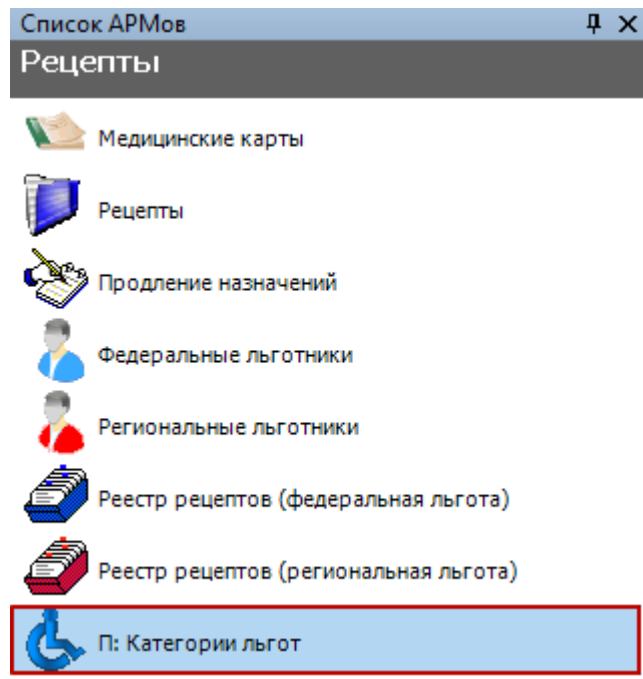 Список АРМов
Рецепты
Медицинские карты
Рецепты
Продление назначений
Федеральные льготники
Региональные льготники
Реестр рецептов (федеральная льгота)
Реестр рецептов (региональная льгота)
П: Категории льгот